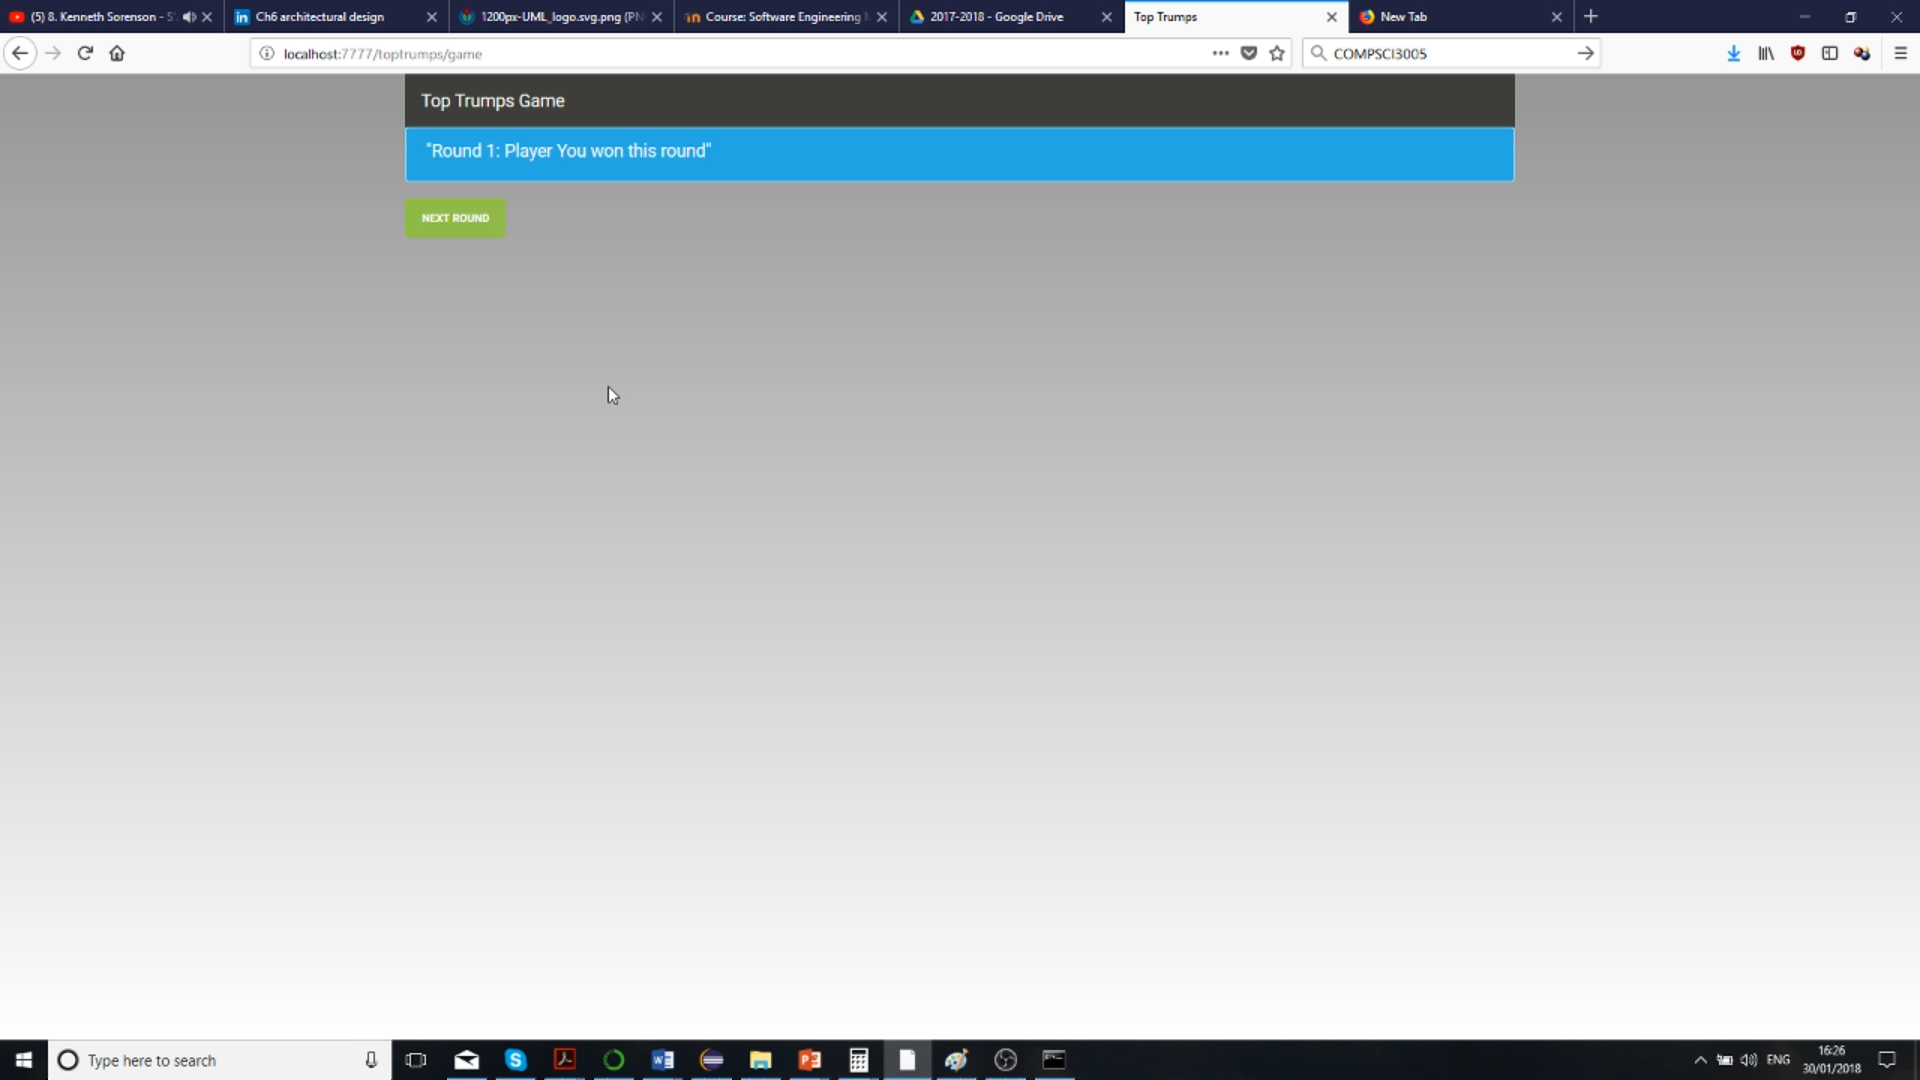 (5) 8. Kenneth Sorenson - S
Ch6 architectural design
1200px-UML_logo.svg.png (PN
Course: Software Engineering
2017-2018 - Google Drive
Top Trumps
New Tab
localhost:7777/toptrumps/game
COMPSCI3005
Top Trumps Game
"Round 1: Player You won this round"
NEXT ROUND
Type here to search
ENG
16:26
30/01/2018